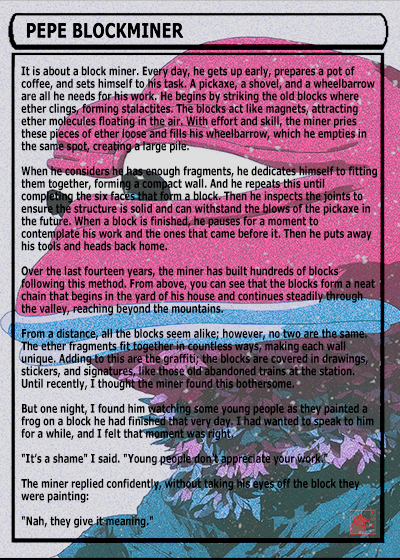 PEPE BLOCKMINER
It is about a block miner. Every day, he gets up early, prepares a pot of
coffee, and sets himself to his task. A pickaxe, a shovel, and a wheelbarrow
are all he needs for his work. He begins by striking the old blocks where
ether clings, forming stalactites. The blocks act like magnets, attracting
ether molecules floating in the air. With effort and skill, the miner pries
these pieces of ether loose and fills his wheelbarrow, which he empties in
the same spot, creating a large pile.
When he considers he has enough fragments, he dedicates himself to fitting
them together, forming a compact wall. And he repeats this until
completing the six faces that form a block. Then he inspects the joints to
ensure the structure is solid and can withstand the blows of the pickaxe in
the future. When a block is finished, he pauses for a moment to
contemplate his work and the ones that came before it. Then he puts away
his tools and heads back home.
Over the last fourteen years, the miner has built hundreds of blocks
following this method. From above, you can see that the blocks form a neat
chain that begins in the yard of his house and continues steadily through
the valley, reaching beyond the mountains.
From a distance, all the blocks seem alike; however, no two are the same.
The ether fragments fit together in countless ways, making each wall
unique. Adding to this are the graffiti; the blocks are covered in drawings,
stickers, and signatures, like those old abandoned trains at the station.
Until recently, I thought the miner found this bothersome.
But one night, I found him watching some young people as they painted a
frog on a block he had finished that very day. I had wanted to speak to him
for a while, and I felt that moment was right.
"It's a shame" I said. "Young people don't appreciate your work."
The miner replied confidently, without taking his eyes off the block they
were painting:
"Nah, they give it meaning."